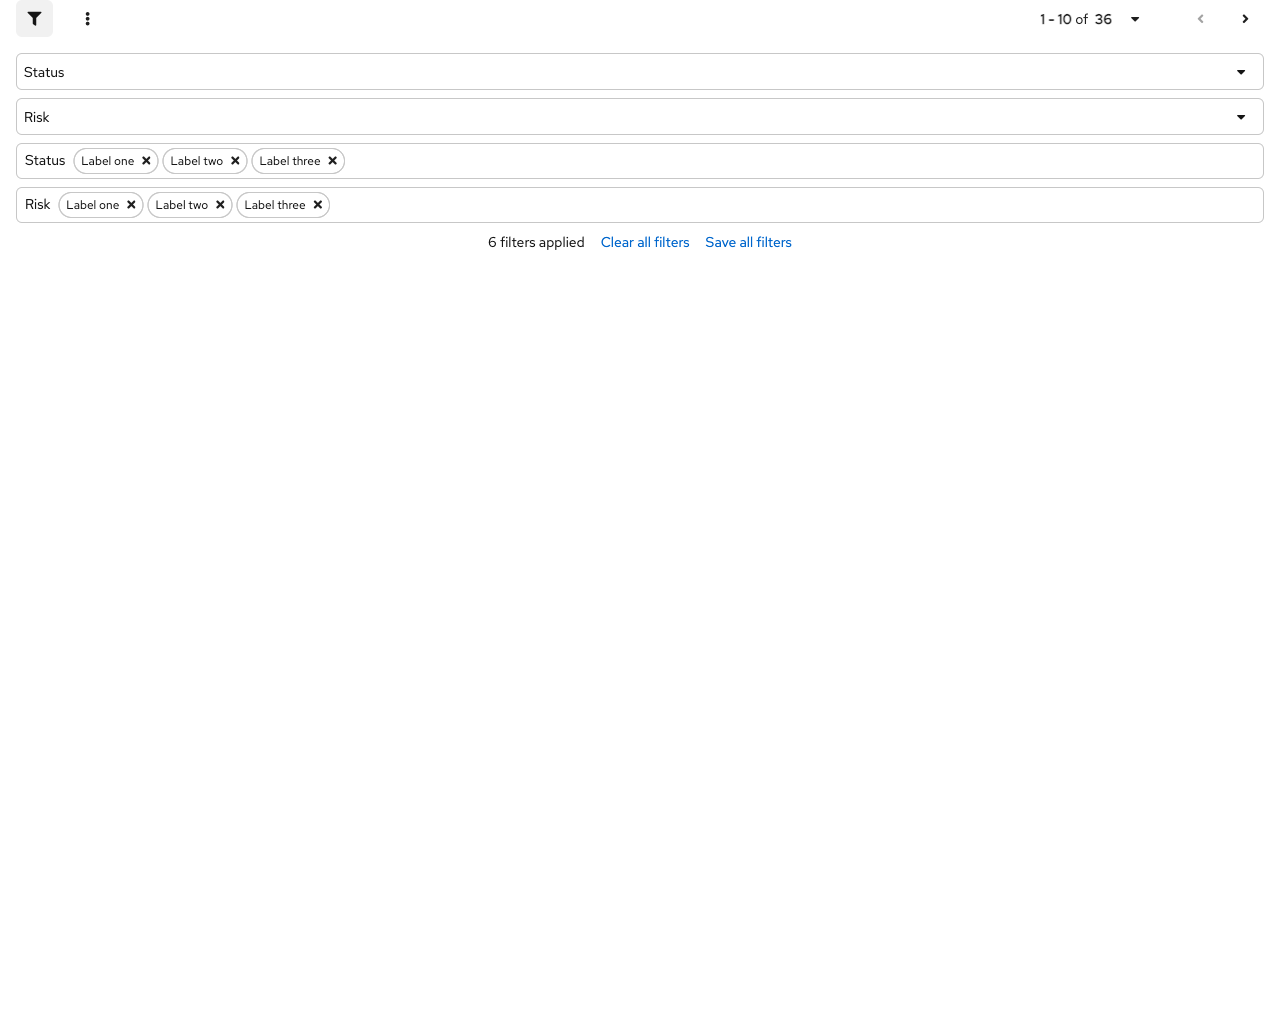 1 - 10 of 36
Status
Risk
Status Label one Label two Label three
Risk Label one Label two Label three
6 filters applied Clear all filters Save all filters